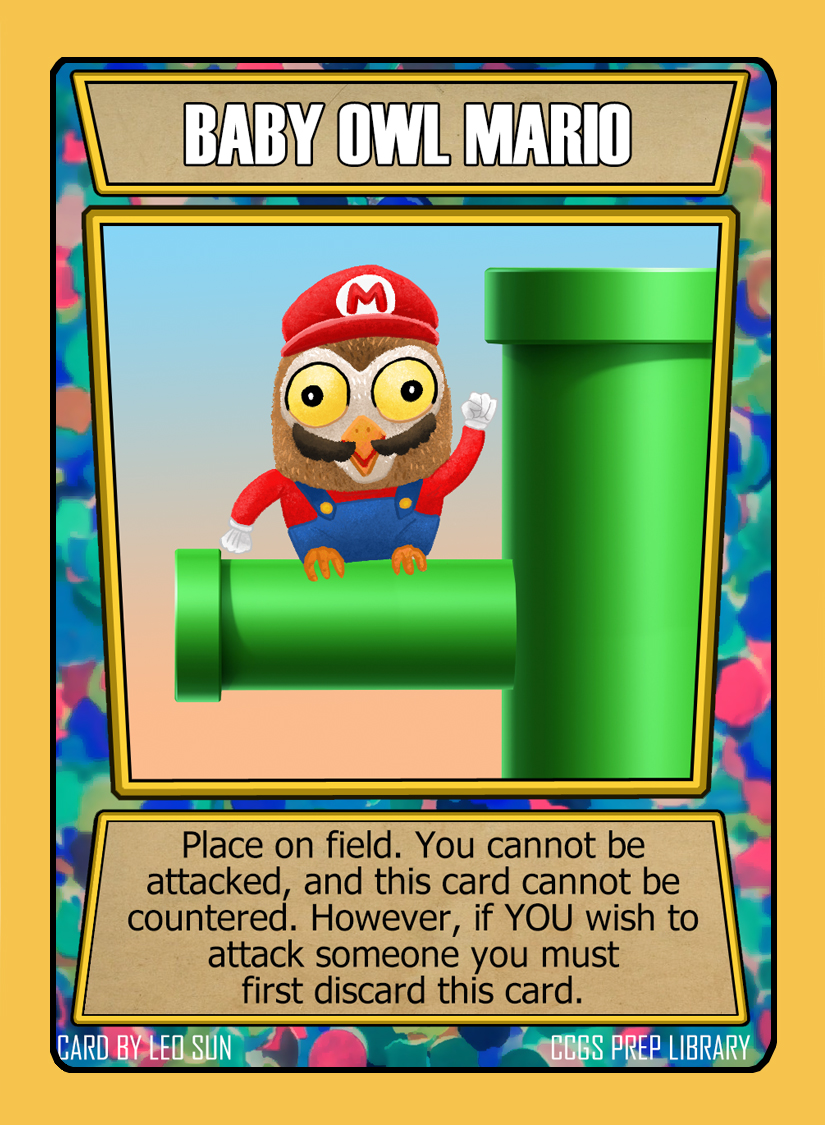 BABY OWL MARIO
M
Place on field. You cannot be
attacked, and this card cannot be
countered. However, if YOU wish to
attack someone you must
first discard this card.
CARD BY LEO SUN
CCGS PREP LIBRARY